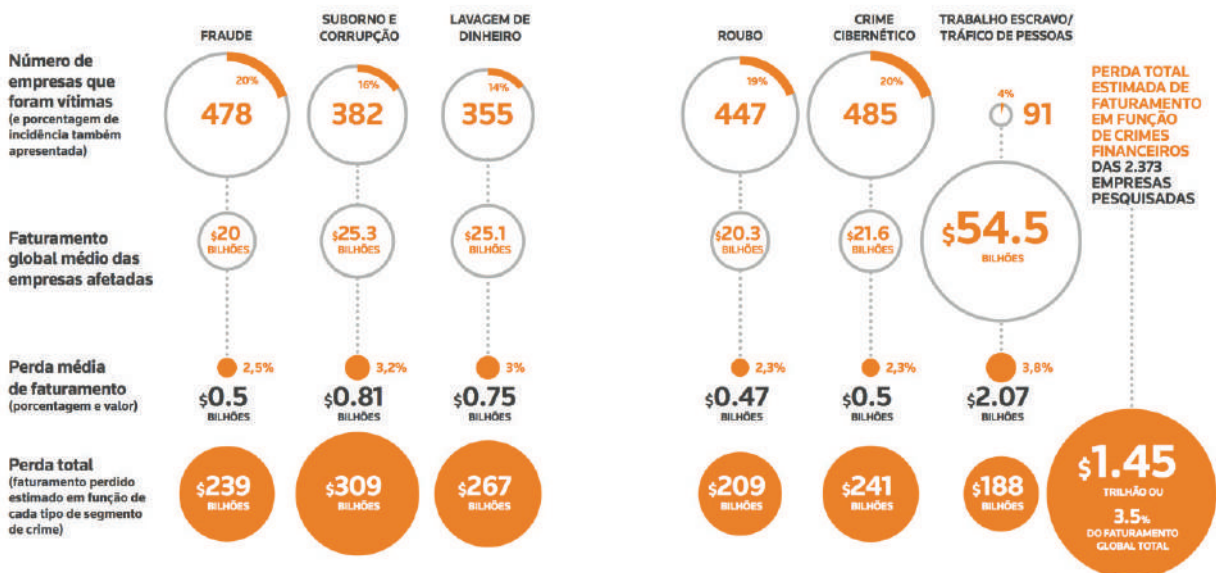 FRAUDE
SUBORNO E
CORRUPÇÃO
LAVAGEM DE
DINHEIRO
ROUBO
CRIME
CIBERNÉTICO
TRABALHO ESCRAVO/
TRÁFICO DE PESSOAS
Número de
empresas que
foram vítimas
(e porcentagem de
incidência também
apresentada)
20%
478
16%
382
14%
355
19%
447
20%
485
4%
91
PERDA TOTAL
ESTIMADA DE
FATURAMENTO
EM FUNÇÃO
DE CRIMES
FINANCEIROS
DAS 2.373
EMPRESAS
PESQUISADAS
Faturamento
global médio das
empresas afetadas
$20
BILHÕES
$25.3
BILHÕES
$25.1
BILHÕES
$20.3
BILHÕES
$21.6
BILHÕES
$54.5
BILHÕES
Perda média
de faturamento
(porcentagem e valor)
2,5%
$0.5
BILHÕES
3,2%
$0.81
BILHÕES
3%
$0.75
BILHÕES
2,3%
$0.47
BILHÕES
2,3%
$0.5
BILHÕES
3,8%
$2.07
BILHÕES
Perda total
(faturamento perdido
estimado em função de
cada tipo de segmento
de crime)
$239
BILHÕES
$309
BILHÕES
$267
BILHÕES
$209
BILHÕES
$241
BILHÕES
$188
BILHÕES
$1.45
TRILHÃO OU
3.5%
DO FATURAMENTO
GLOBAL TOTAL